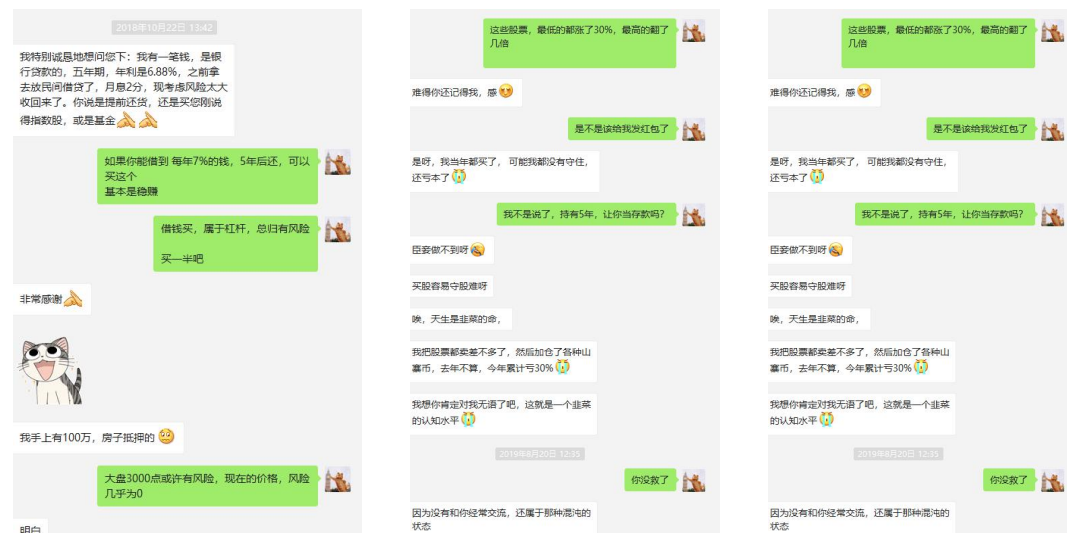 2018年10月22日 13:42
我特别诚恳地想问您下：我有一笔钱，是银
行贷款的，五年期，年利是6.88%，之前拿
去放民间借贷了，月息2分，现考虑风险太大
收回来了。你说是提前还贷，还是买您刚说
得指数股，或是基金
如果你能借到 每年7%的钱，5年后还，可以
买这个
基本是稳赚
借钱买，属于杠杆，总归有风险
买一半吧
非常感谢
我手上有100万，房子抵押的
大盘3000点或许有风险，现在的价格，风险
几乎为0
明白
这些股票，最低的都涨了30%，最高的翻了
几倍
难得你还记得我，感
是不是该给我发红包了
是呀，我当年都买了， 可能我都没有守住，
还亏本了
我不是说了，持有5年，让你当存款吗?
臣妾做不到呀
买股容易守股难呀
唉，天生是韭菜的命，
我把股票都卖差不多了，然后加仓了各种山
寨币，去年不算，今年累计亏30%
我想你肯定对我无语了吧，这就是一个韭菜
的认知水平
2019年8月20日 12:35
你没救了
因为没有和你经常交流，还属于那种混沌的
状态
这些股票，最低的都涨了30%，最高的翻了
几倍
难得你还记得我，感
是不是该给我发红包了
是呀，我当年都买了， 可能我都没有守住，
还亏本了
我不是说了，持有5年，让你当存款吗?
臣妾做不到呀
买股容易守股难呀
唉，天生是韭菜的命，
我把股票都卖差不多了，然后加仓了各种山
寨币，去年不算，今年累计亏30%
我想你肯定对我无语了吧，这就是一个韭菜
的认知水平
2019年8月20日 12:35
你没救了
因为没有和你经常交流，还属于那种混沌的
状态